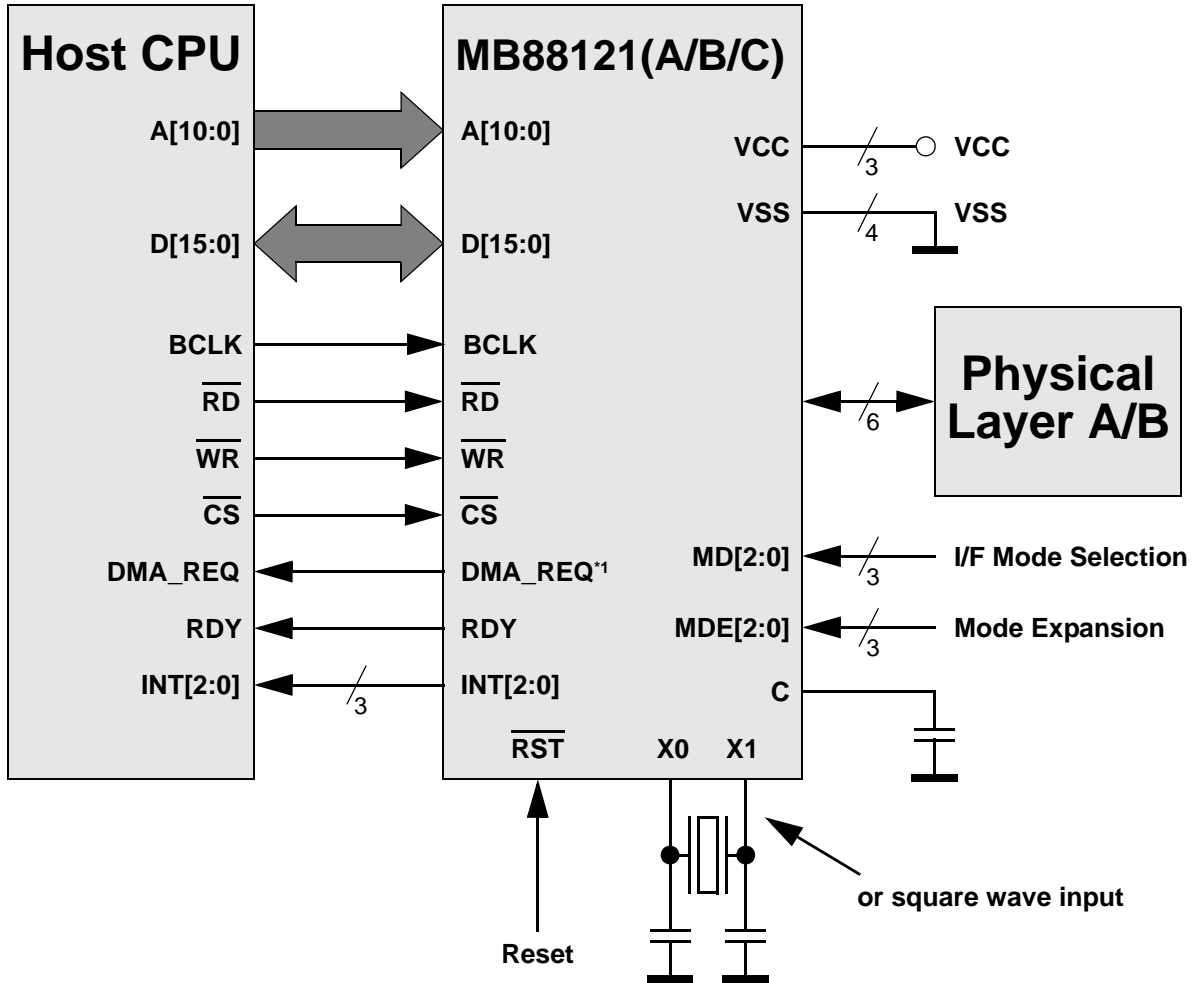 Host CPU
A[10:0]
D[15:0]
BCLK
RD
WR
CS
DMA_REQ
RDY
INT[2:0]
3
MB88121(A/B/C)
A[10:0]
D[15:0]
BCLK
RD
WR
CS
DMA_REQ*1
RDY
INT[2:0]
RST
X0
X1
VCC
VSS
MD[2:0]
MDE[2:0]
C
3
VCC
4
VSS
6
Physical
Layer A/B
3
I/F Mode Selection
3
Mode Expansion
or square wave input
Reset